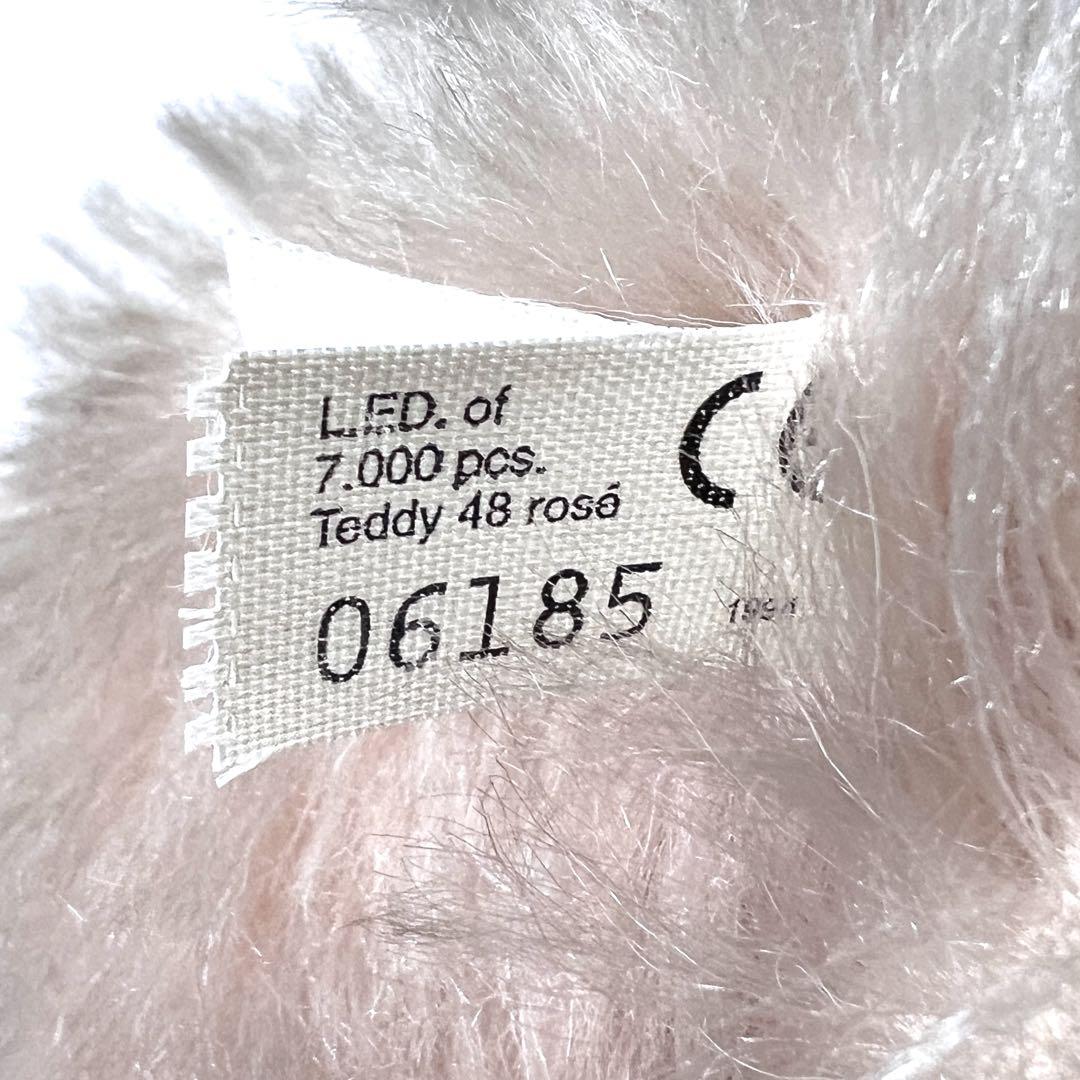 L.ED. of
7.000 pcs.
Teddy 48 rosé
06185
CE